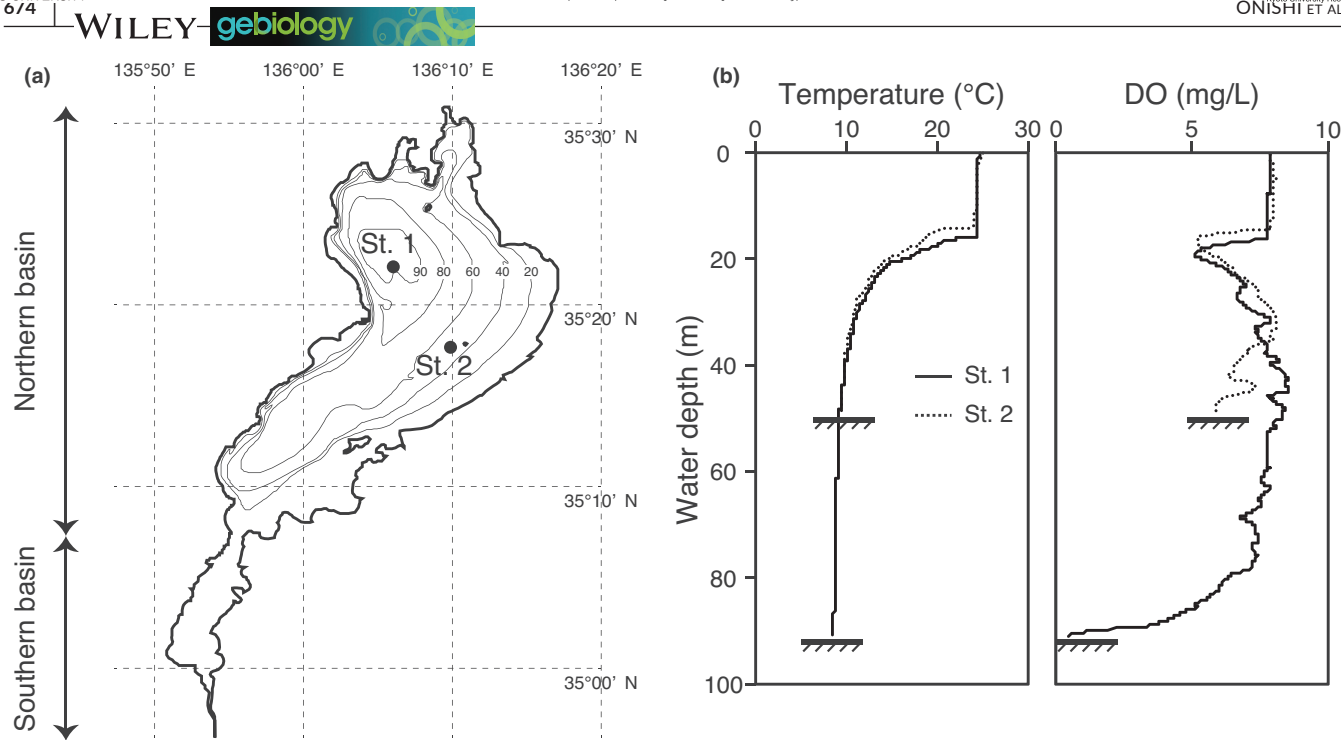 674
WILEY gebiology
ONISHI ET AL
(a)
135°50' E 136°00' E 136°10' E 136°20' E
35°30' N
35°20' N
35°10' N
35°00' N
Northern basin
Southern basin
St. 1
90 80 60 40 20
St. 2
(b)
Temperature (°C) DO (mg/L)
0 10 20 30 0 5 10
Water depth (m)
0
20
40
60
80
100
St. 1
St. 2